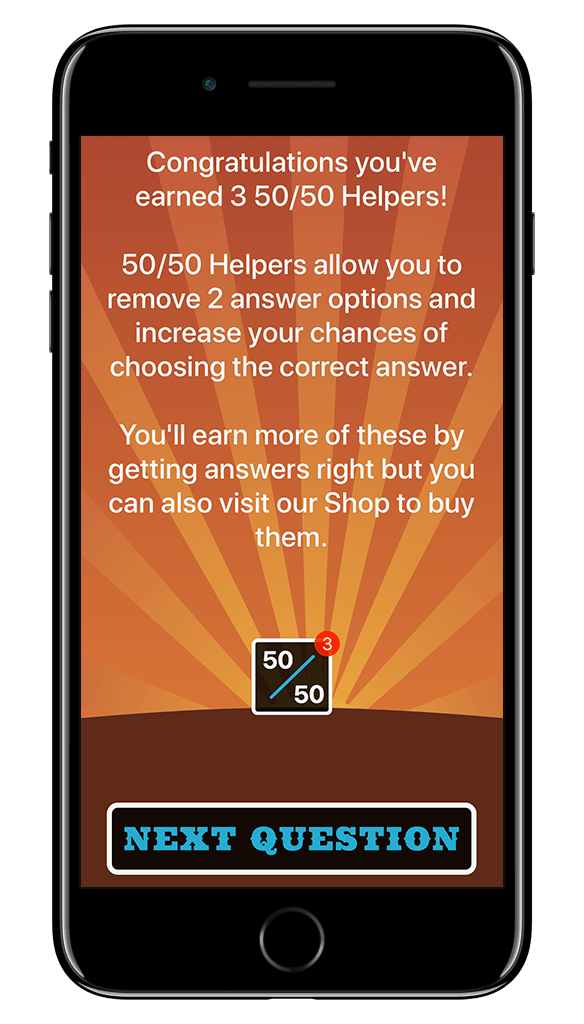 Congratulations you've
earned 3 50/50 Helpers!
50/50 Helpers allow you to
remove 2 answer options and
increase your chances of
choosing the correct answer.
You'll earn more of these by
getting answers right but you
can also visit our Shop to buy
them.
3
50
50
NEXT QUESTION